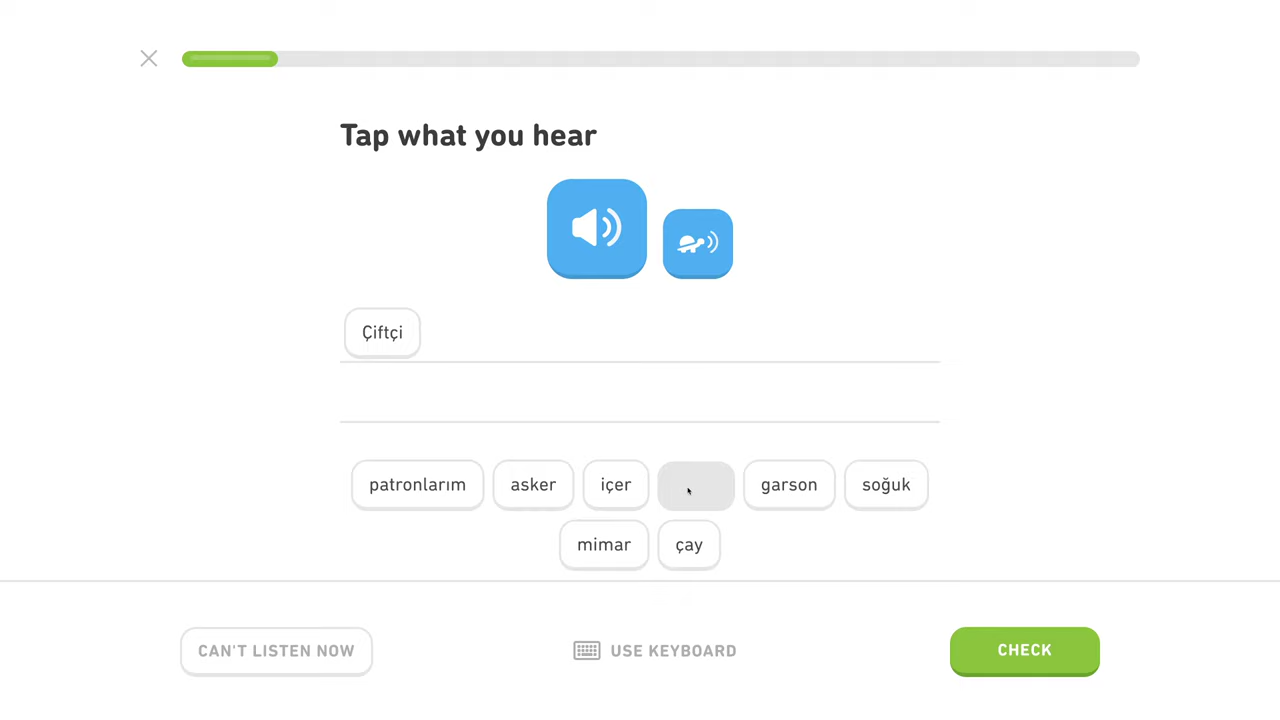 Tap what you hear
Çiftçi
patronlarım asker içer garson soğuk
mimar çay
CAN'T LISTEN NOW USE KEYBOARD CHECK